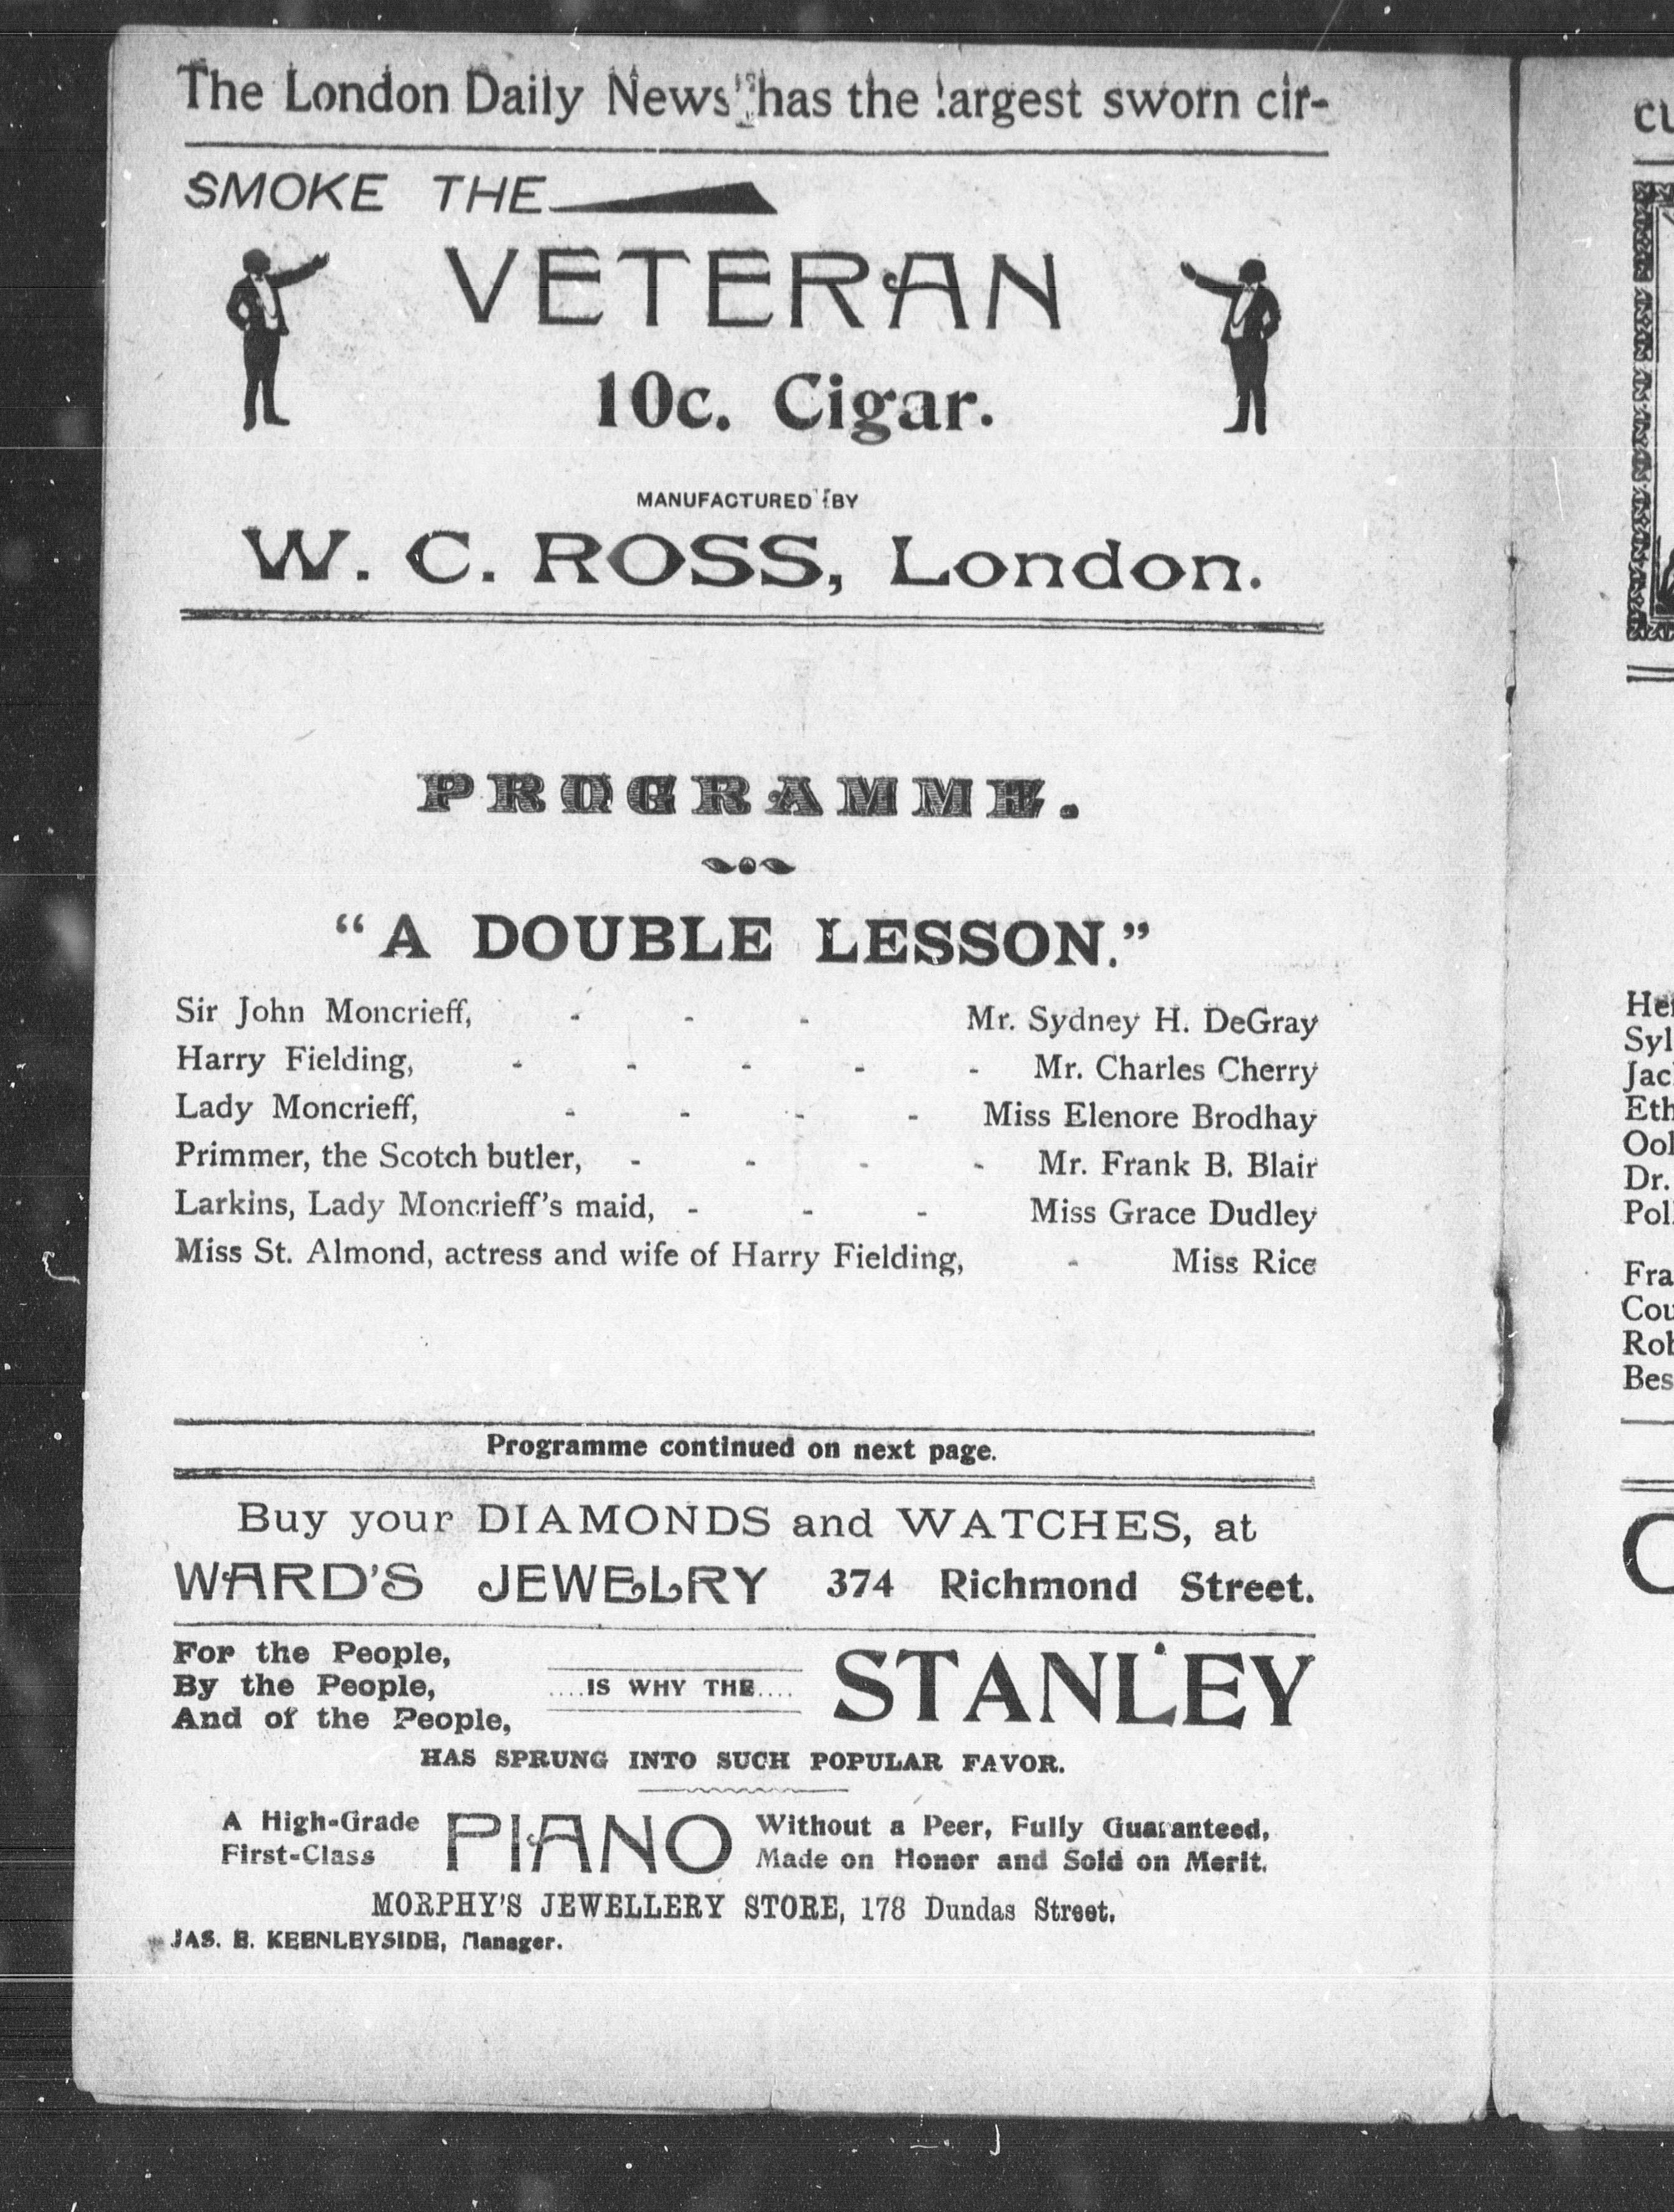 The London Daily News has the largest sworn cir-
SMOKE THE
VETERAN
10c. Cigar.
MANUFACTURED BY
W. C. ROSS, London.
PROGRAMME.
"A DOUBLE LESSON."
Sir John Moncrieff, - - - Mr. Sydney H. DeGray
Harry Fielding, - - - - - Mr. Charles Cherry
Lady Moncrieff, - - - - Miss Elenore Brodhay
Primmer, the Scotch butler, - - - - Mr. Frank B. Blair
Larkins, Lady Moncrieff's maid, - - - Miss Grace Dudley
Miss St. Almond, actress and wife of Harry Fielding, - Miss Rice
Programme continued on next page.
Buy your DIAMONDS and WATCHES, at
WARD'S JEWELRY 374 Richmond Street.
For the People,
By the People,
And of the People,
....IS WHY THE....
STANLEY
HAS SPRUNG INTO SUCH POPULAR FAVOR.
A High-Grade
First-Class
PIANO
Without a Peer, Fully Guaranteed,
Made on Honor and Sold on Merit.
MORPHY'S JEWELLERY STORE, 178 Dundas Street.
JAS. E. KEENLEYSIDE, Manager.